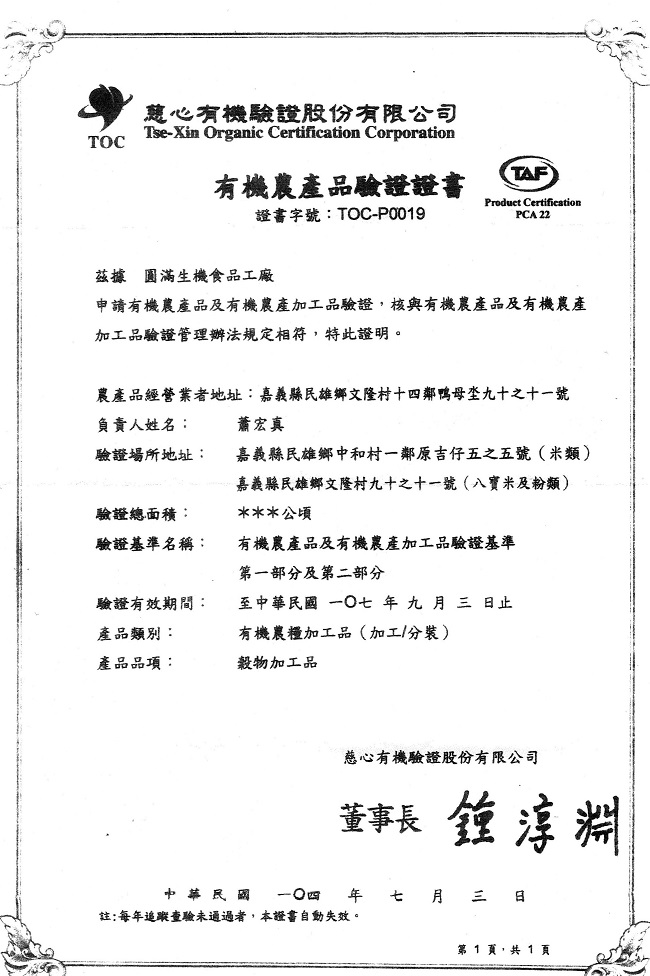 慈心有機驗證股份有限公司
TOC
Tse-Xin Organic Certification Corporation
有機農產品驗證證書
TAF
證書字號：TOC-P0019
Product Certification
PCA 22
茲據 圓滿生機食品工廠
申請有機農產品及有機農產加工品驗證，核與有機農產品及有機農產
加工品驗證管理辦法規定相符，特此證明。
農產品經營業者地址：嘉義縣民雄鄉文隆村十四鄰鴨母坔九十之十一號
負責人姓名： 蕭宏真
驗證場所地址： 嘉義縣民雄鄉中和村一鄰原吉仔五之五號（米類）
嘉義縣民雄鄉文隆村九十之十一號（八寶米及粉類）
驗證總面積： ***公頃
驗證基準名稱： 有機農產品及有機農產加工品驗證基準
第一部分及第二部分
驗證有效期間： 至中華民國 一〇七 年 九 月 三 日止
產品類別： 有機農糧加工品（加工/分裝）
產品品項： 穀物加工品
慈心有機驗證股份有限公司
董事長 鍾淳淵
中 華 民 國 一〇四 年 七 月 三 日
註:每年追蹤查驗未通過者，本證書自動失效。
第 1 頁，共 1 頁